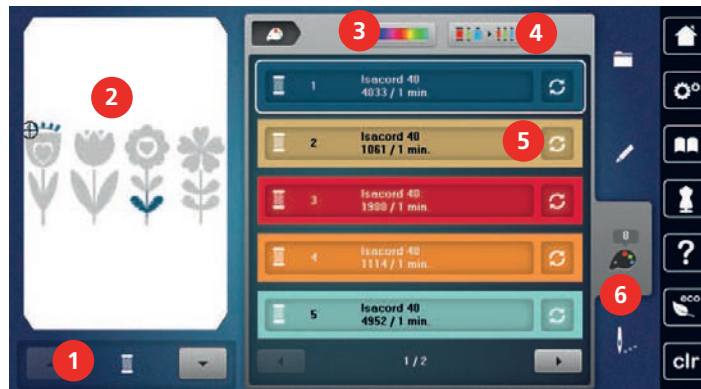 3
4
2
1
Isacord 40
4033 / 1 min.
2
Isacord 40
1061 / 1 min.
5
3
Isacord 40
1980 / 1 min.
8
4
Isacord 40
1114 / 1 min.
?
6
5
Isacord 40
4952 / 1 min.
eco
1
1/2
clr